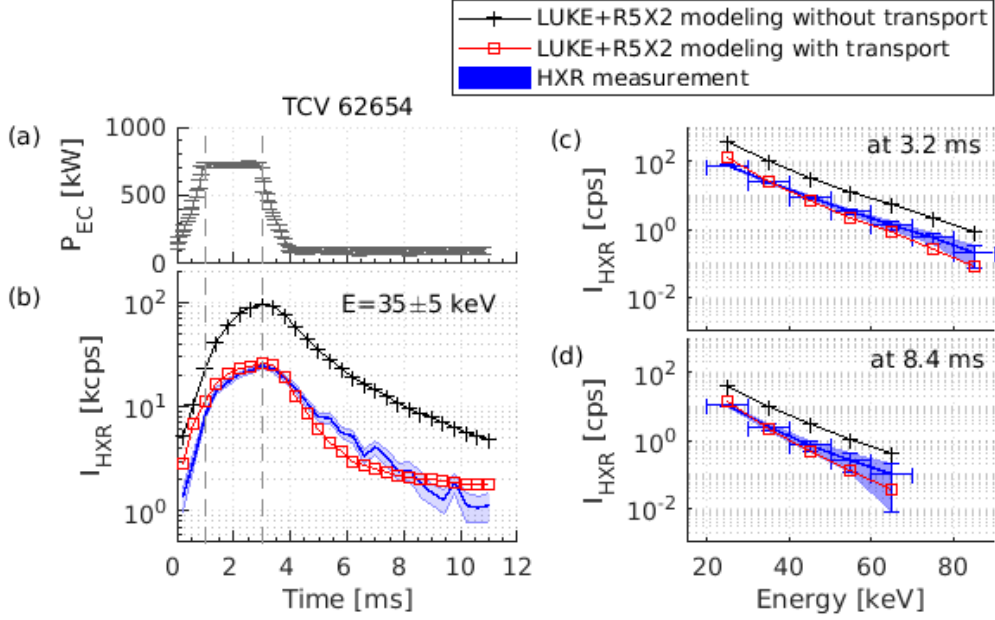 LUKE+R5X2 modeling without transport
LUKE+R5X2 modeling with transport
HXR measurement
TCV 62654
(a)
1000
500
0
P_EC [kW]
(b)
E=35±5 keV
10^2
10^1
10^0
I_HXR [kcps]
0 2 4 6 8 10 12
Time [ms]
(c)
at 3.2 ms
10^2
10^0
10^-2
I_HXR [cps]
(d)
at 8.4 ms
10^2
10^0
10^-2
I_HXR [cps]
20 40 60 80
Energy [keV]